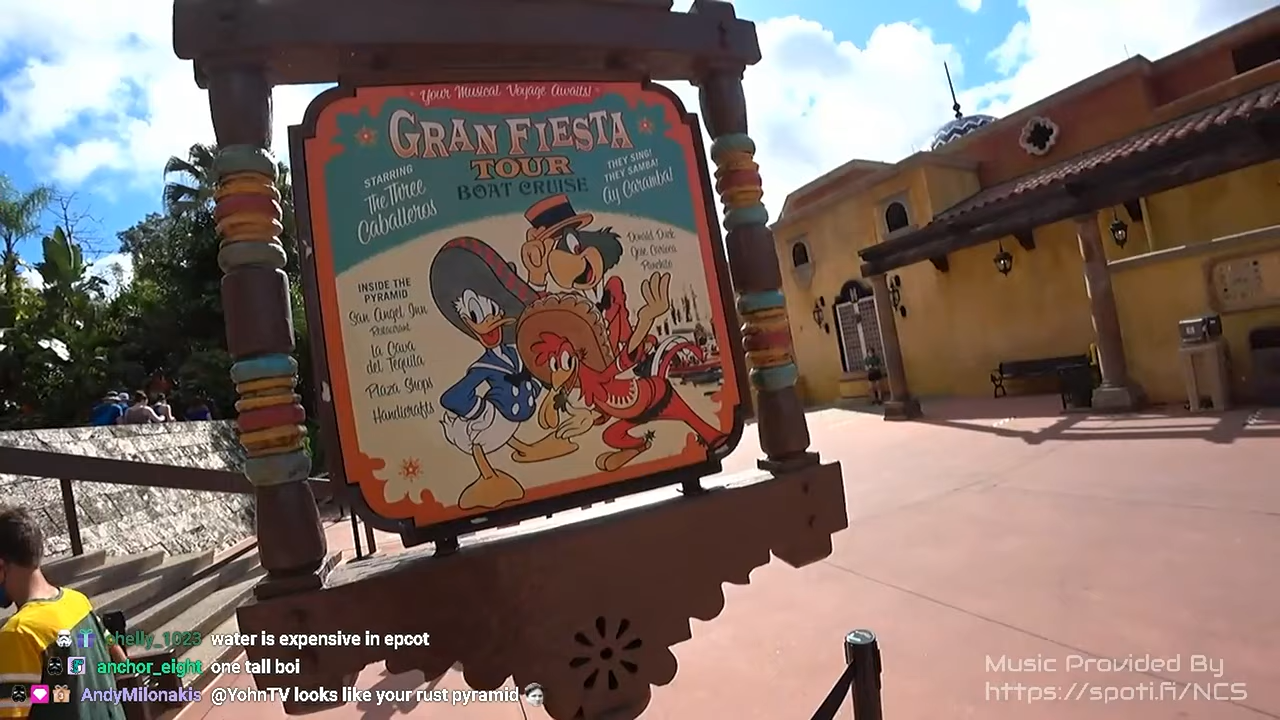 Your Musical Voyage Awaits!
GRAN FIESTA
TOUR
BOAT CRUISE
STARRING
The Three
Caballeros
THEY SING!
THEY SAMBA!
Ay Caramba!
Donald Duck
José Carioca
Panchito
INSIDE THE
PYRAMID
San Angel Inn
Restaurant
La Cava
del Tequila
Plaza Shops
Handicrafts
shelly_1023 water is expensive in epcot
anchor_eight one tall boi
AndyMilonakis @YohnTV looks like your rust pyramid
Music Provided By
https://spoti.fi/NCS